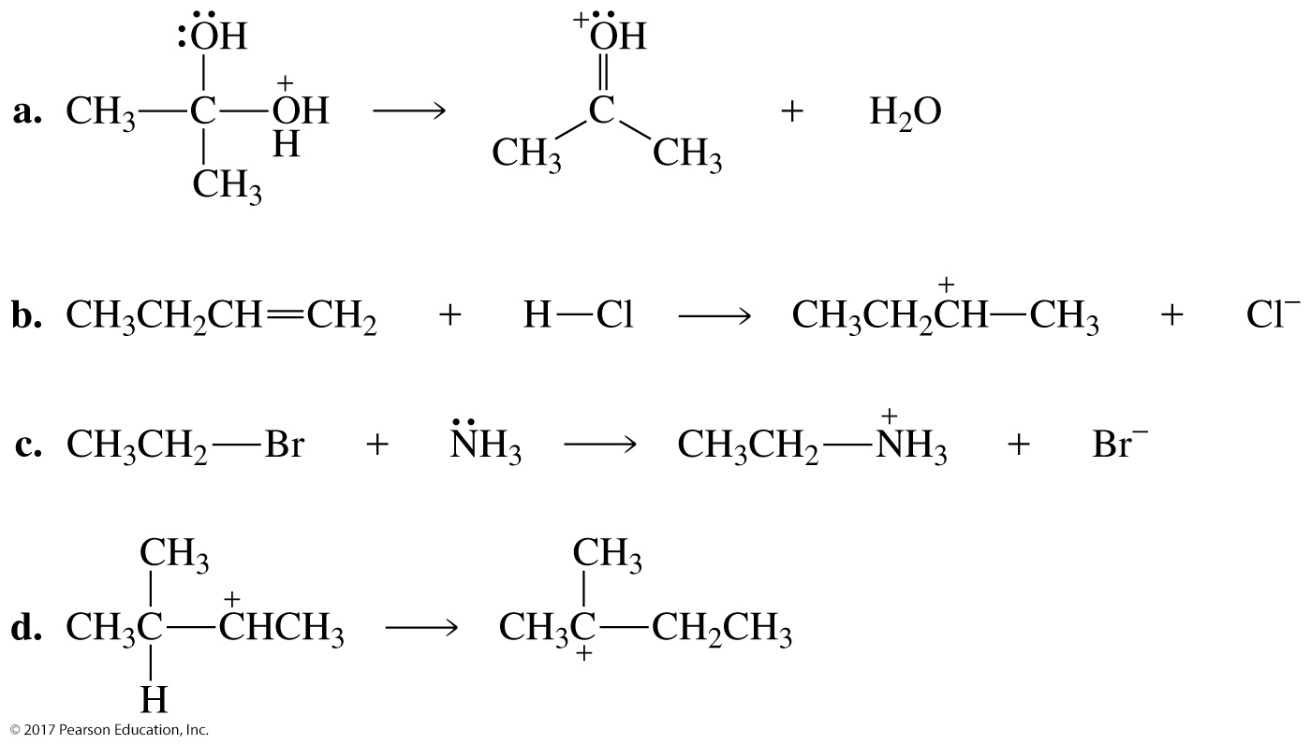 :ÖH
+ÖH
a. CH₃—C—O⁺H → C + H₂O
H
CH₃ CH₃
CH₃
b. CH₃CH₂CH=CH₂ + H—Cl → CH₃CH₂C⁺H—CH₃ + Cl⁻
c. CH₃CH₂—Br + N̈H₃ → CH₃CH₂—N⁺H₃ + Br⁻
CH₃ CH₃
d. CH₃C—C⁺HCH₃ → CH₃C⁺—CH₂CH₃
H
© 2017 Pearson Education, Inc.